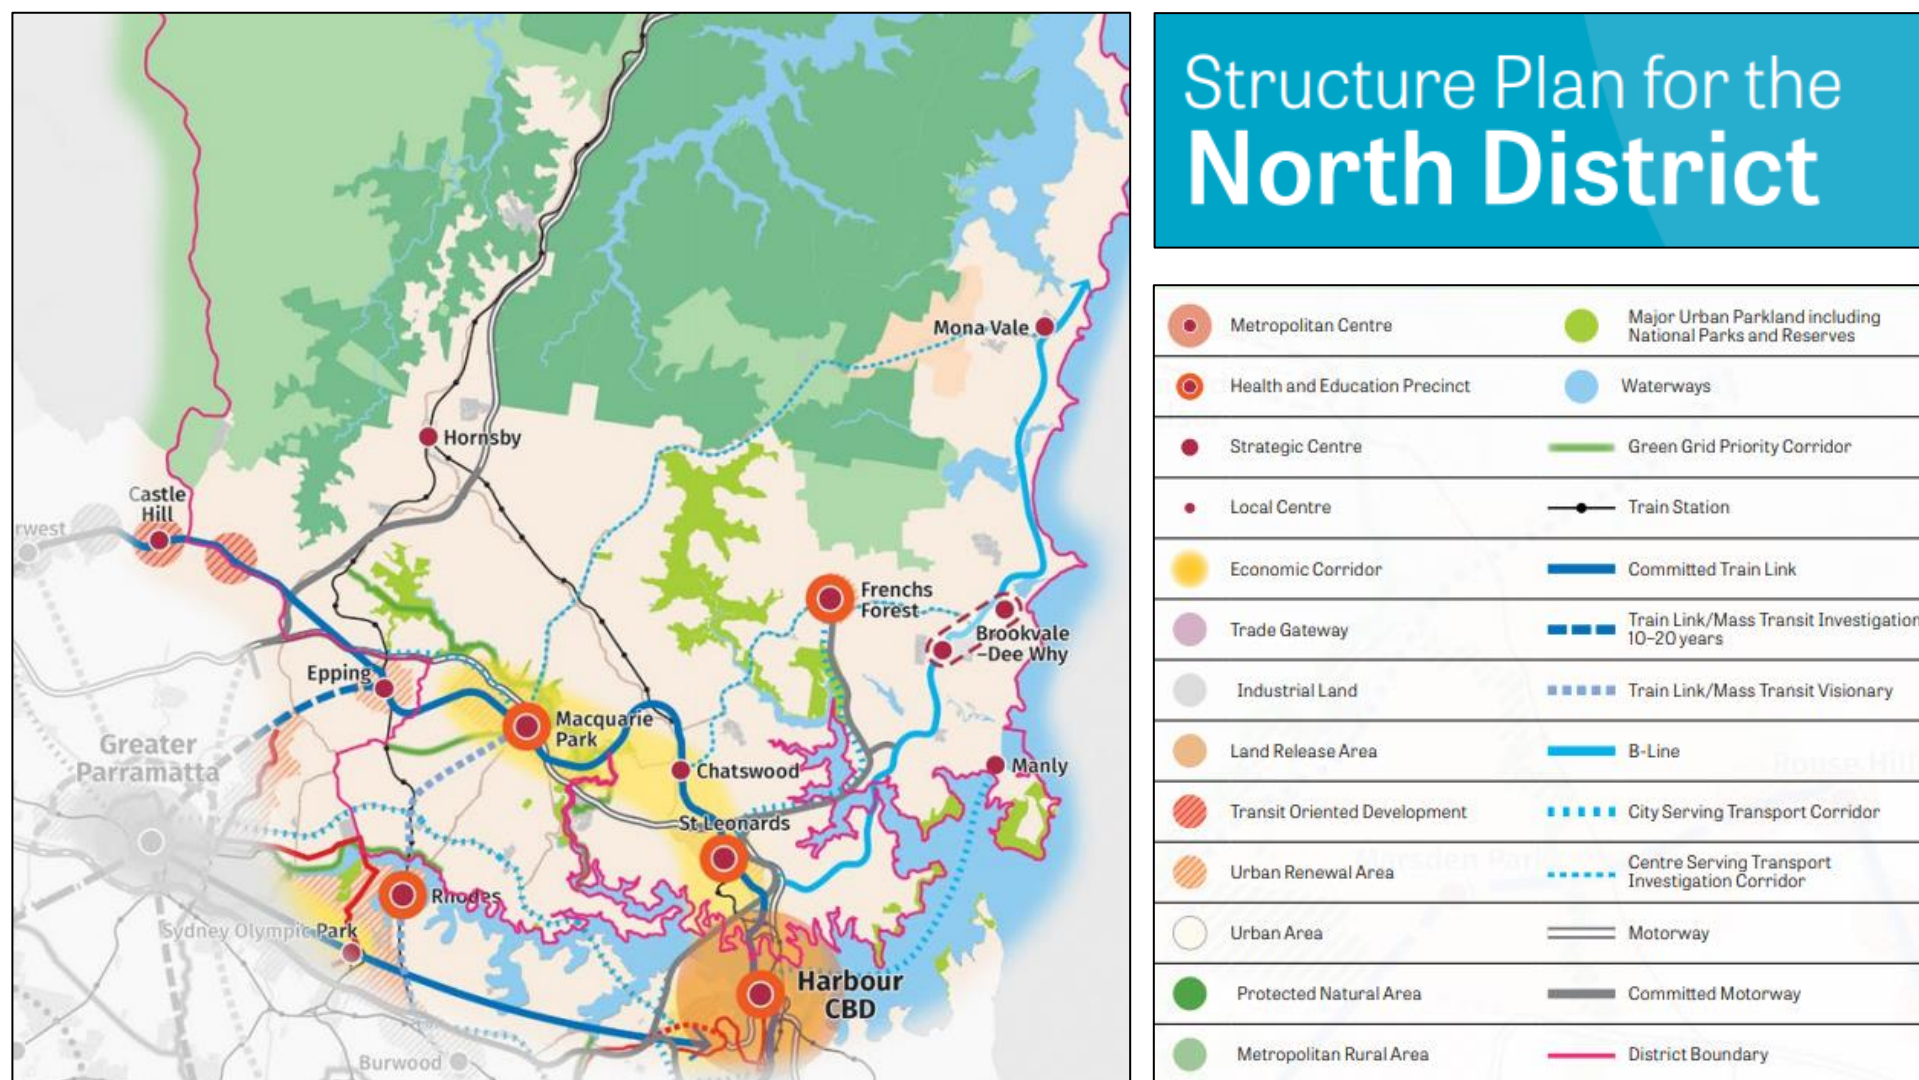 Structure Plan for the
North District
Mona Vale
Hornsby
Castle
Hill
rwest
Frenchs
Forest
Brookvale
–Dee Why
Epping
Macquarie
Park
Greater
Parramatta
Chatswood
Manly
St Leonards
Rhodes
Sydney Olympic Park
Harbour
CBD
Burwood
Metropolitan Centre
Major Urban Parkland including
National Parks and Reserves
Health and Education Precinct
Waterways
Strategic Centre
Green Grid Priority Corridor
Local Centre
Train Station
Economic Corridor
Committed Train Link
Trade Gateway
Train Link/Mass Transit Investigation
10–20 years
Industrial Land
Train Link/Mass Transit Visionary
Land Release Area
B-Line
Rouse Hill
Transit Oriented Development
City Serving Transport Corridor
Marsden Park
Urban Renewal Area
Centre Serving Transport
Investigation Corridor
Urban Area
Motorway
Protected Natural Area
Committed Motorway
Metropolitan Rural Area
District Boundary